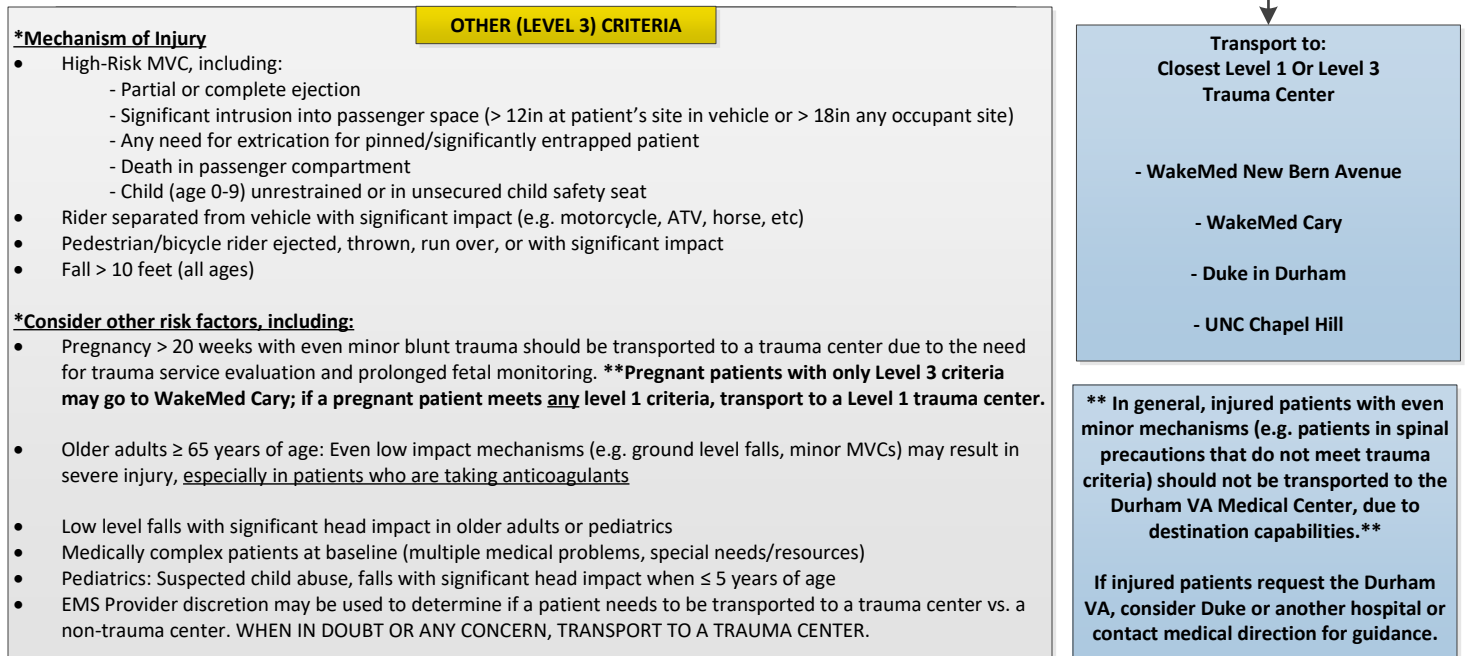 OTHER (LEVEL 3) CRITERIA
*Mechanism of Injury
• High-Risk MVC, including:
- Partial or complete ejection
- Significant intrusion into passenger space (> 12in at patient's site in vehicle or > 18in any occupant site)
- Any need for extrication for pinned/significantly entrapped patient
- Death in passenger compartment
- Child (age 0-9) unrestrained or in unsecured child safety seat
• Rider separated from vehicle with significant impact (e.g. motorcycle, ATV, horse, etc)
• Pedestrian/bicycle rider ejected, thrown, run over, or with significant impact
• Fall > 10 feet (all ages)
*Consider other risk factors, including:
• Pregnancy > 20 weeks with even minor blunt trauma should be transported to a trauma center due to the need
for trauma service evaluation and prolonged fetal monitoring. **Pregnant patients with only Level 3 criteria
may go to WakeMed Cary; if a pregnant patient meets any level 1 criteria, transport to a Level 1 trauma center.
• Older adults ≥ 65 years of age: Even low impact mechanisms (e.g. ground level falls, minor MVCs) may result in
severe injury, especially in patients who are taking anticoagulants
• Low level falls with significant head impact in older adults or pediatrics
• Medically complex patients at baseline (multiple medical problems, special needs/resources)
• Pediatrics: Suspected child abuse, falls with significant head impact when ≤ 5 years of age
• EMS Provider discretion may be used to determine if a patient needs to be transported to a trauma center vs. a
non-trauma center. WHEN IN DOUBT OR ANY CONCERN, TRANSPORT TO A TRAUMA CENTER.
Transport to:
Closest Level 1 Or Level 3
Trauma Center
- WakeMed New Bern Avenue
- WakeMed Cary
- Duke in Durham
- UNC Chapel Hill
** In general, injured patients with even
minor mechanisms (e.g. patients in spinal
precautions that do not meet trauma
criteria) should not be transported to the
Durham VA Medical Center, due to
destination capabilities.**
If injured patients request the Durham
VA, consider Duke or another hospital or
contact medical direction for guidance.